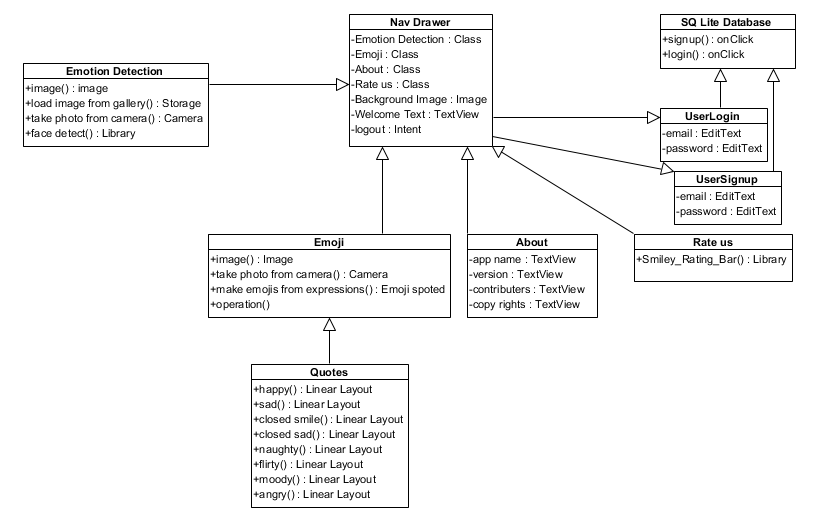 Nav Drawer
-Emotion Detection : Class
-Emoji : Class
-About : Class
-Rate us : Class
-Background Image : Image
-Welcome Text : TextView
-logout : Intent
SQ Lite Database
+signup() : onClick
+login() : onClick
Emotion Detection
+image() : image
+load image from gallery() : Storage
+take photo from camera() : Camera
+face detect() : Library
UserLogin
-email : EditText
-password : EditText
UserSignup
-email : EditText
-password : EditText
Emoji
+image() : Image
+take photo from camera() : Camera
+make emojis from expressions() : Emoji spoted
+operation()
About
-app name : TextView
-version : TextView
-contributers : TextView
-copy rights : TextView
Rate us
+Smiley_Rating_Bar() : Library
Quotes
+happy() : Linear Layout
+sad() : Linear Layout
+closed smile() : Linear Layout
+closed sad() : Linear Layout
+naughty() : Linear Layout
+flirty() : Linear Layout
+moody() : Linear Layout
+angry() : Linear Layout